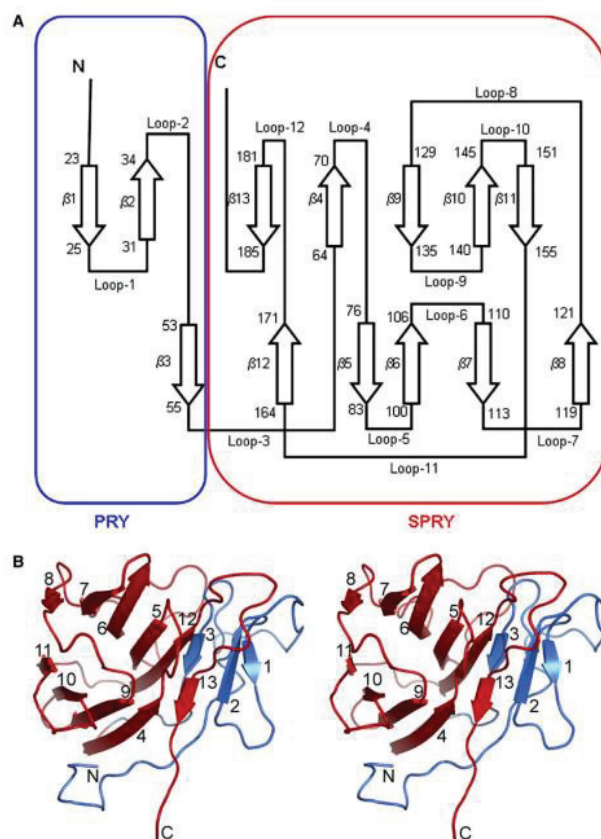 A
N
C
Loop-8
Loop-2
Loop-12
Loop-4
Loop-10
23
34
181
70
129
145
151
β1
β2
β13
β4
β9
β10
β11
25
31
185
64
135
140
155
Loop-1
Loop-9
Loop-6
53
171
76
106
110
121
β3
β12
β5
β6
β7
β8
55
164
83
100
113
119
Loop-3
Loop-5
Loop-7
Loop-11
PRY
SPRY
B
8
7
6
5
12
3
11
10
9
13
1
2
4
N
C
8
7
6
5
12
3
11
10
9
13
1
2
4
N
C